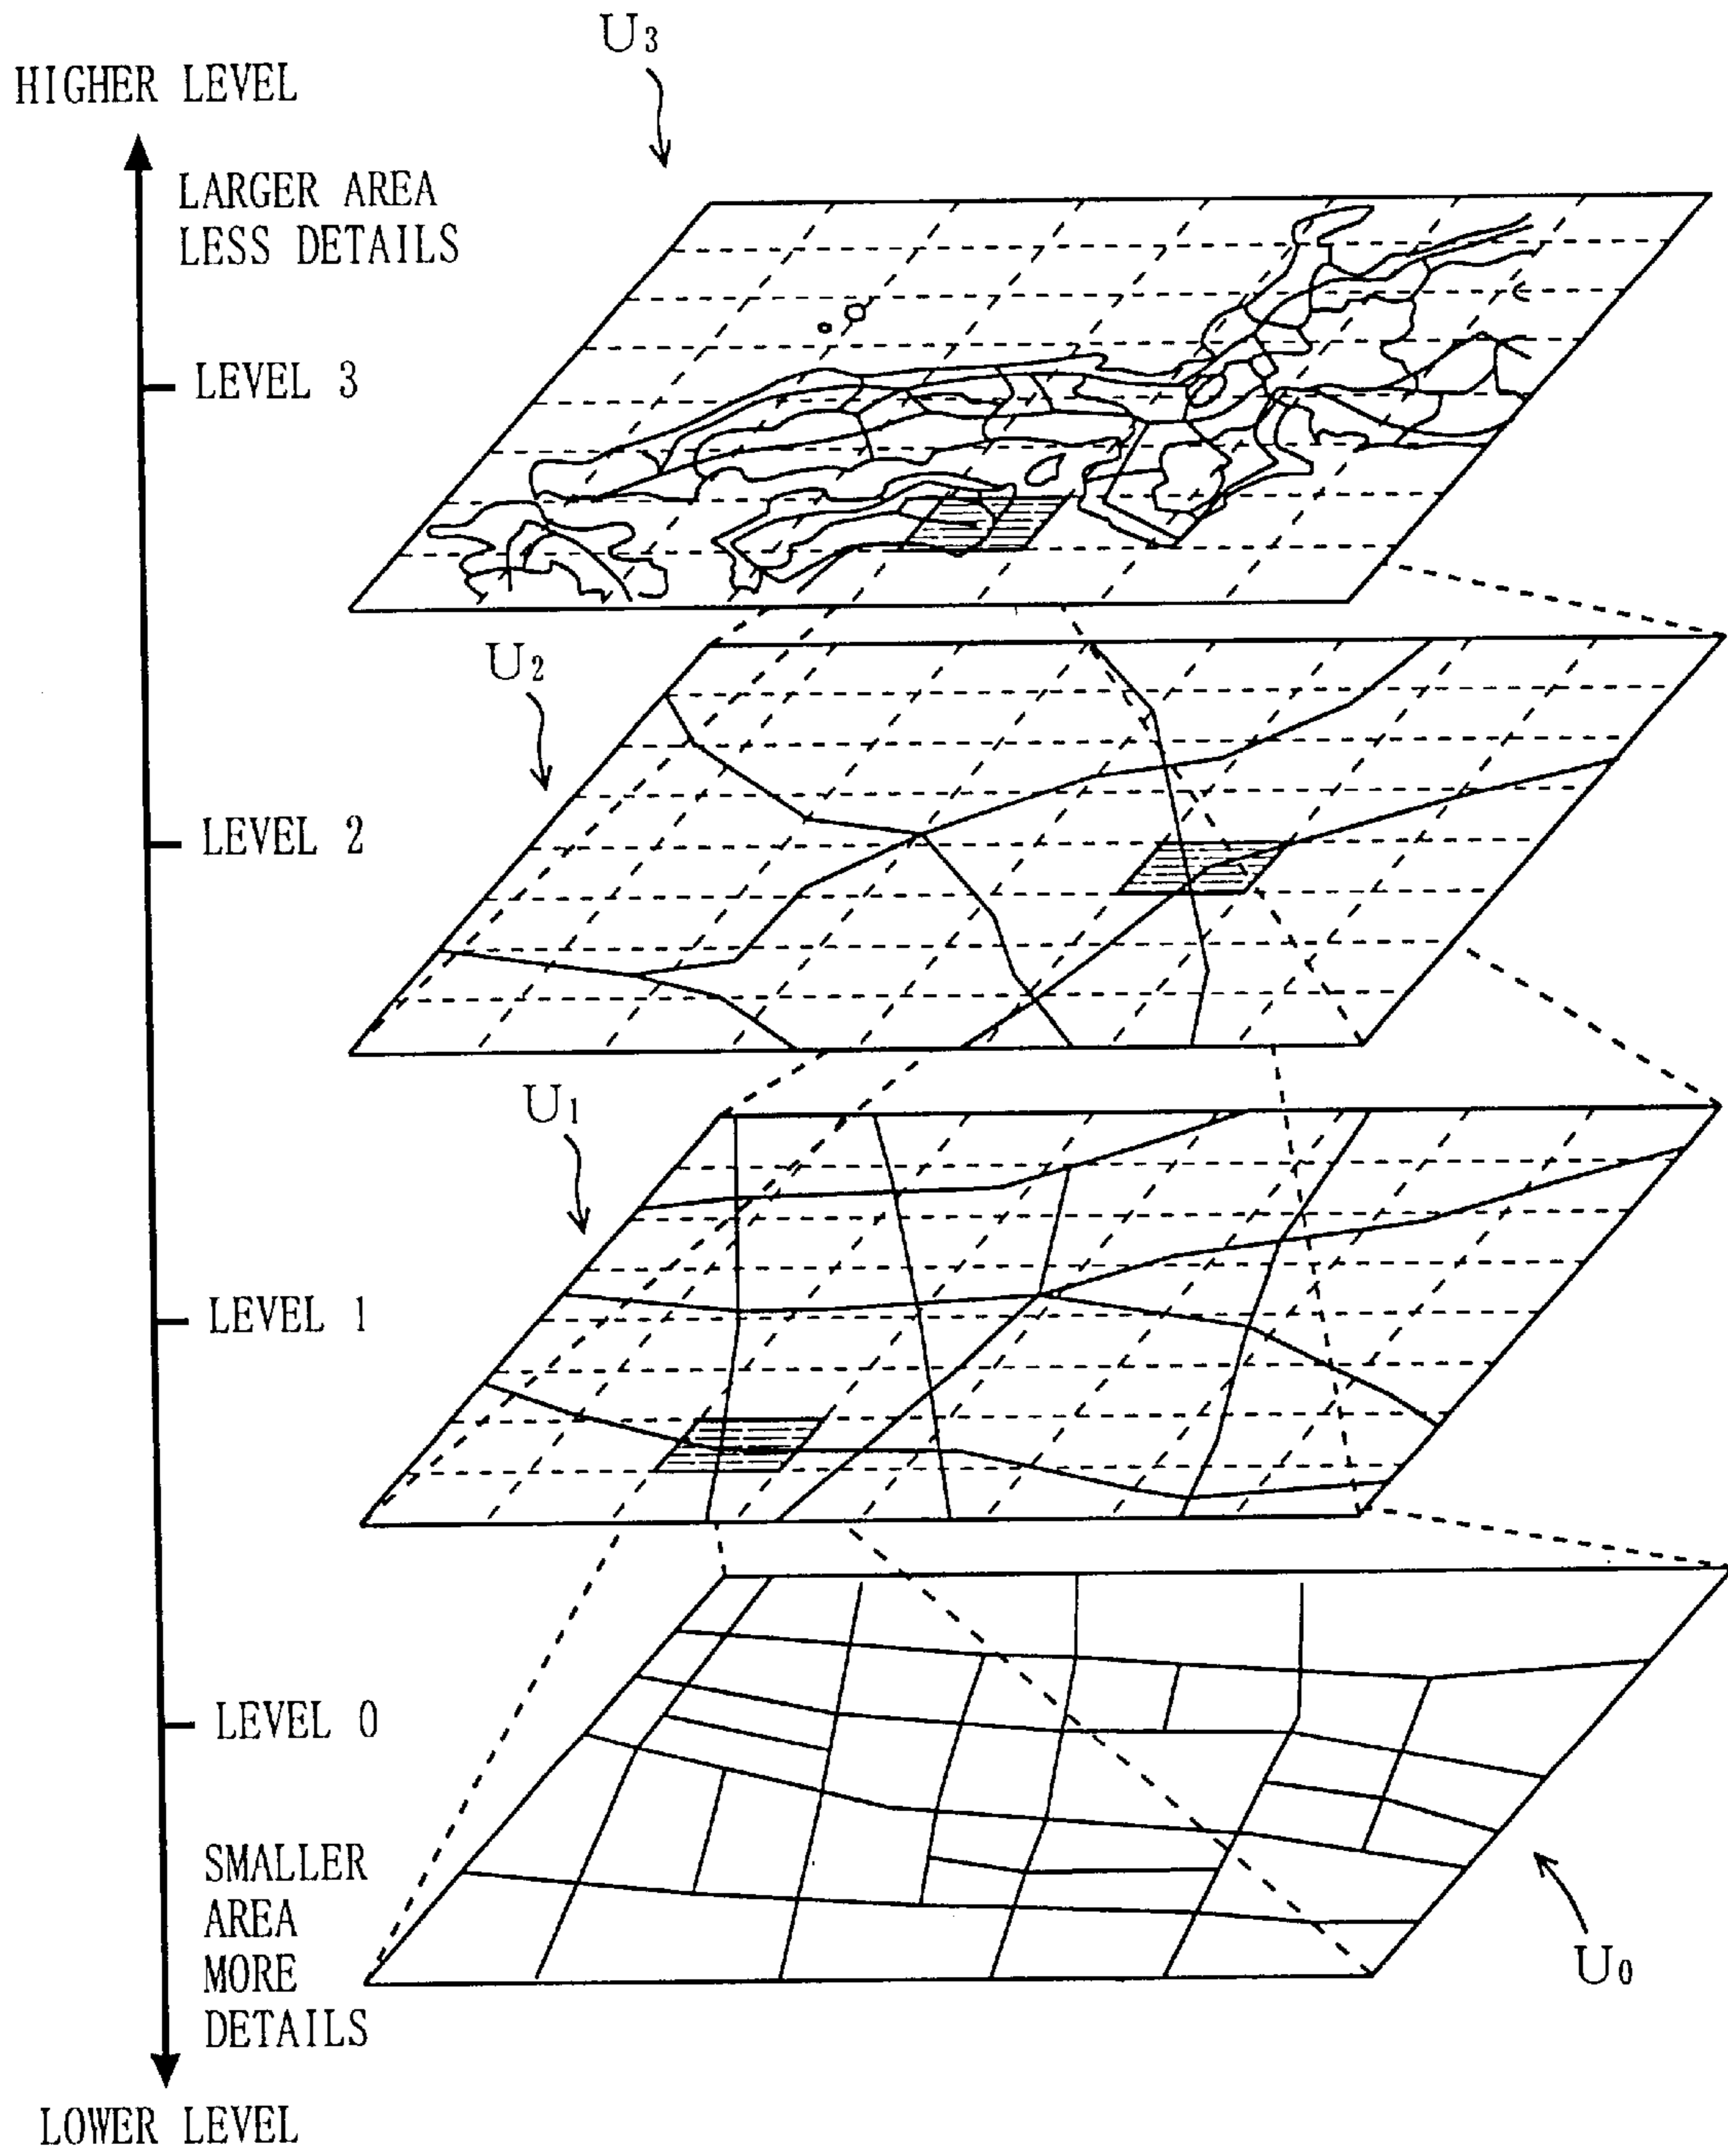 U3
HIGHER LEVEL
LARGER AREA
LESS DETAILS
LEVEL 3
U2
LEVEL 2
U1
LEVEL 1
LEVEL 0
SMALLER
AREA
MORE
DETAILS
U0
LOWER LEVEL